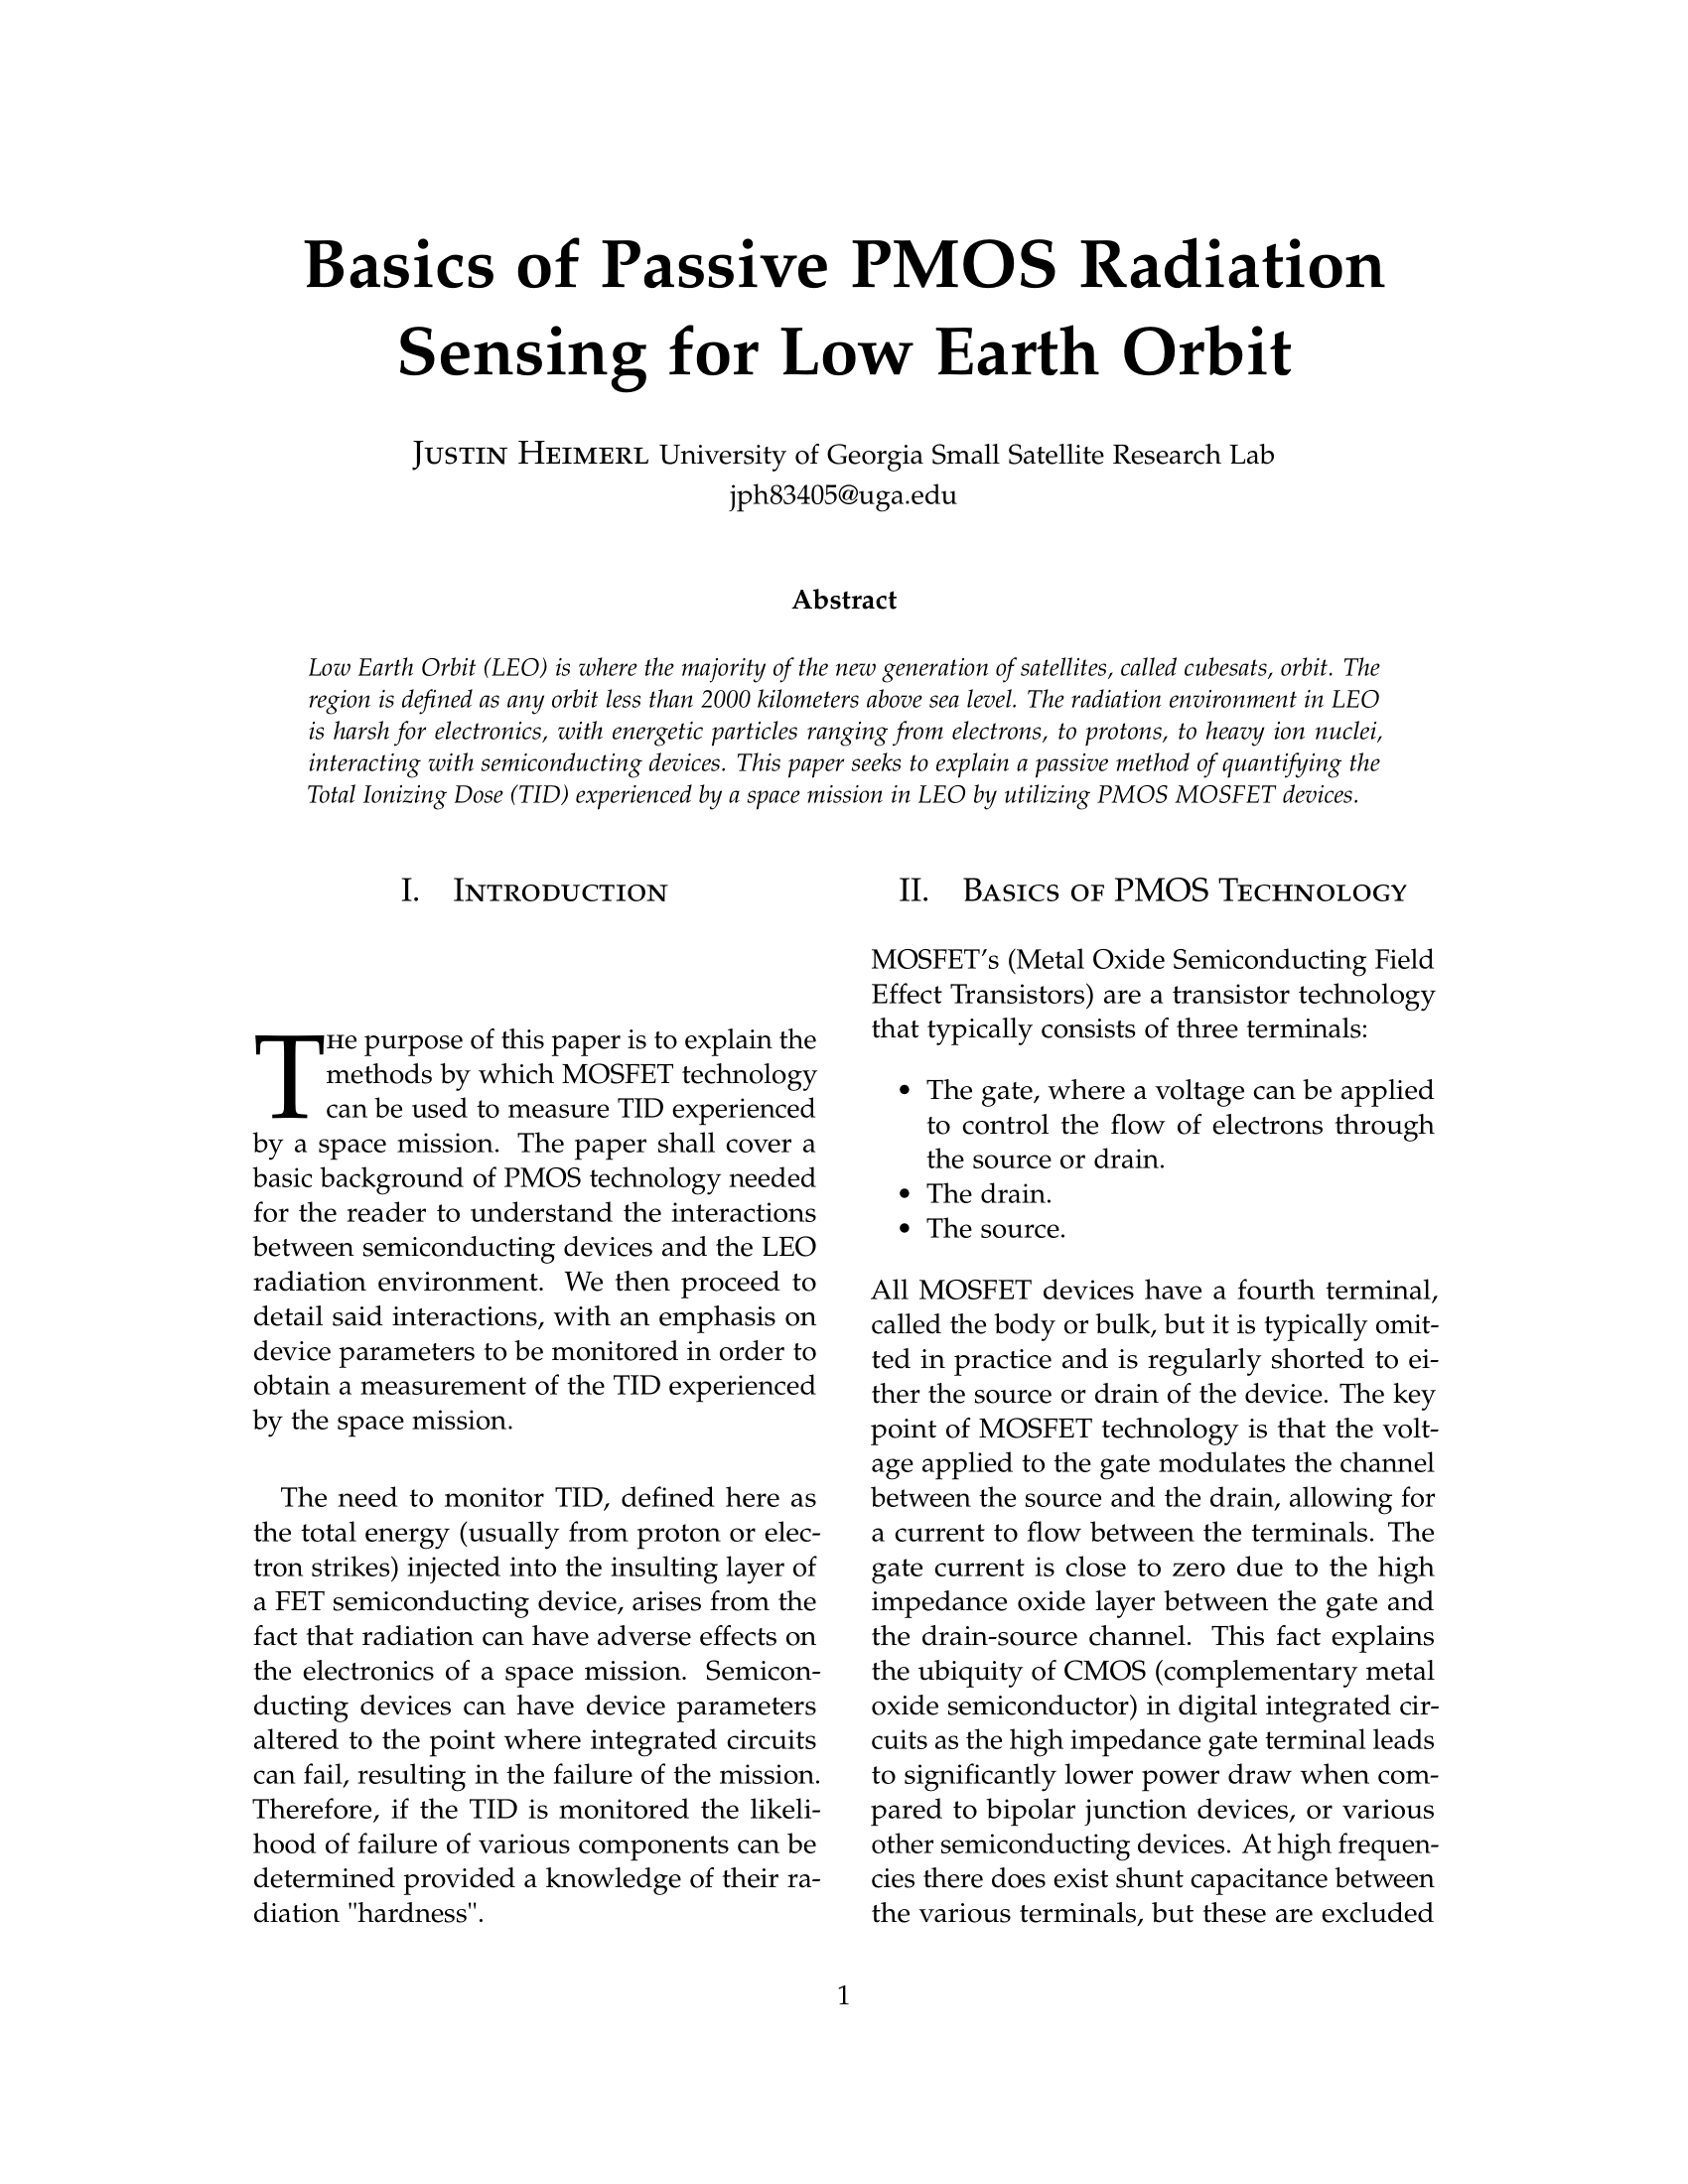 Basics of Passive PMOS Radiation
Sensing for Low Earth Orbit
Justin Heimerl University of Georgia Small Satellite Research Lab
jph83405@uga.edu
Abstract
Low Earth Orbit (LEO) is where the majority of the new generation of satellites, called cubesats, orbit. The
region is defined as any orbit less than 2000 kilometers above sea level. The radiation environment in LEO
is harsh for electronics, with energetic particles ranging from electrons, to protons, to heavy ion nuclei,
interacting with semiconducting devices. This paper seeks to explain a passive method of quantifying the
Total Ionizing Dose (TID) experienced by a space mission in LEO by utilizing PMOS MOSFET devices.
I. Introduction
The purpose of this paper is to explain the
methods by which MOSFET technology
can be used to measure TID experienced
by a space mission. The paper shall cover a
basic background of PMOS technology needed
for the reader to understand the interactions
between semiconducting devices and the LEO
radiation environment. We then proceed to
detail said interactions, with an emphasis on
device parameters to be monitored in order to
obtain a measurement of the TID experienced
by the space mission.
The need to monitor TID, defined here as
the total energy (usually from proton or elec-
tron strikes) injected into the insulting layer of
a FET semiconducting device, arises from the
fact that radiation can have adverse effects on
the electronics of a space mission. Semicon-
ducting devices can have device parameters
altered to the point where integrated circuits
can fail, resulting in the failure of the mission.
Therefore, if the TID is monitored the likeli-
hood of failure of various components can be
determined provided a knowledge of their ra-
diation "hardness".
II. Basics of PMOS Technology
MOSFET's (Metal Oxide Semiconducting Field
Effect Transistors) are a transistor technology
that typically consists of three terminals:
• The gate, where a voltage can be applied
to control the flow of electrons through
the source or drain.
• The drain.
• The source.
All MOSFET devices have a fourth terminal,
called the body or bulk, but it is typically omit-
ted in practice and is regularly shorted to ei-
ther the source or drain of the device. The key
point of MOSFET technology is that the volt-
age applied to the gate modulates the channel
between the source and the drain, allowing for
a current to flow between the terminals. The
gate current is close to zero due to the high
impedance oxide layer between the gate and
the drain-source channel. This fact explains
the ubiquity of CMOS (complementary metal
oxide semiconductor) in digital integrated cir-
cuits as the high impedance gate terminal leads
to significantly lower power draw when com-
pared to bipolar junction devices, or various
other semiconducting devices. At high frequen-
cies there does exist shunt capacitance between
the various terminals, but these are excluded
1